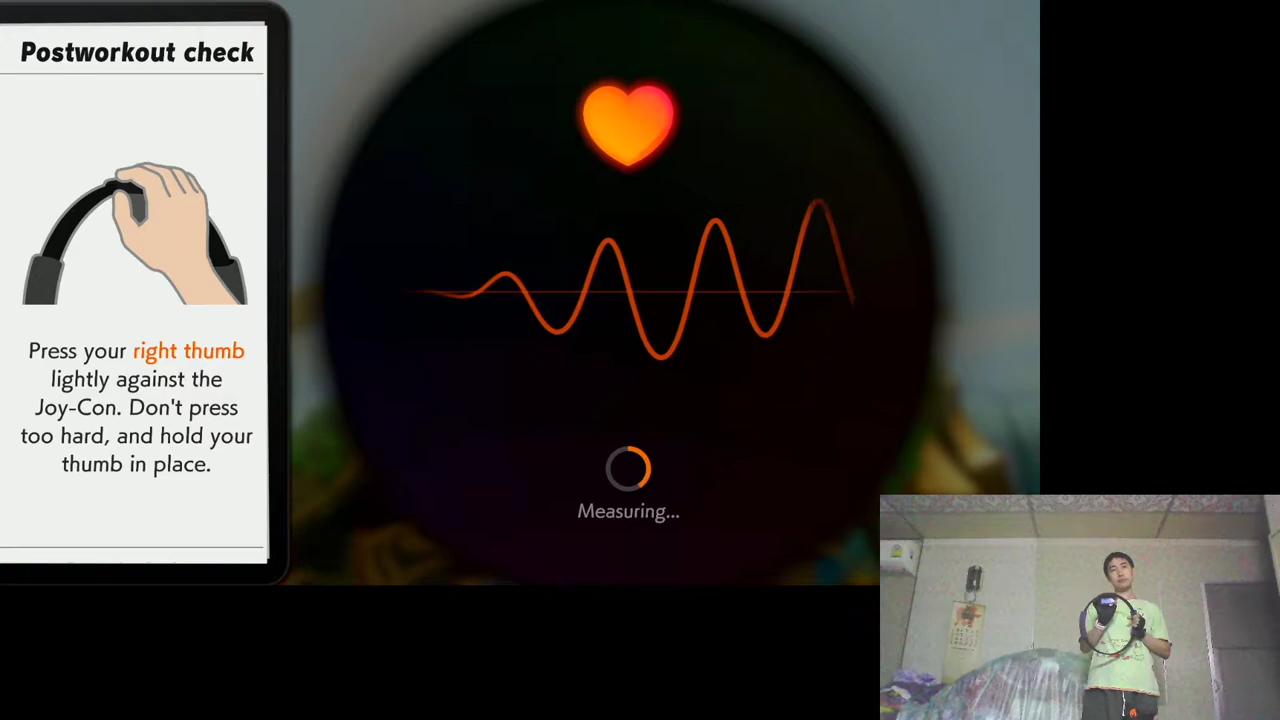 Postworkout check
Press your right thumb
lightly against the
Joy-Con. Don't press
too hard, and hold your
thumb in place.
Measuring...